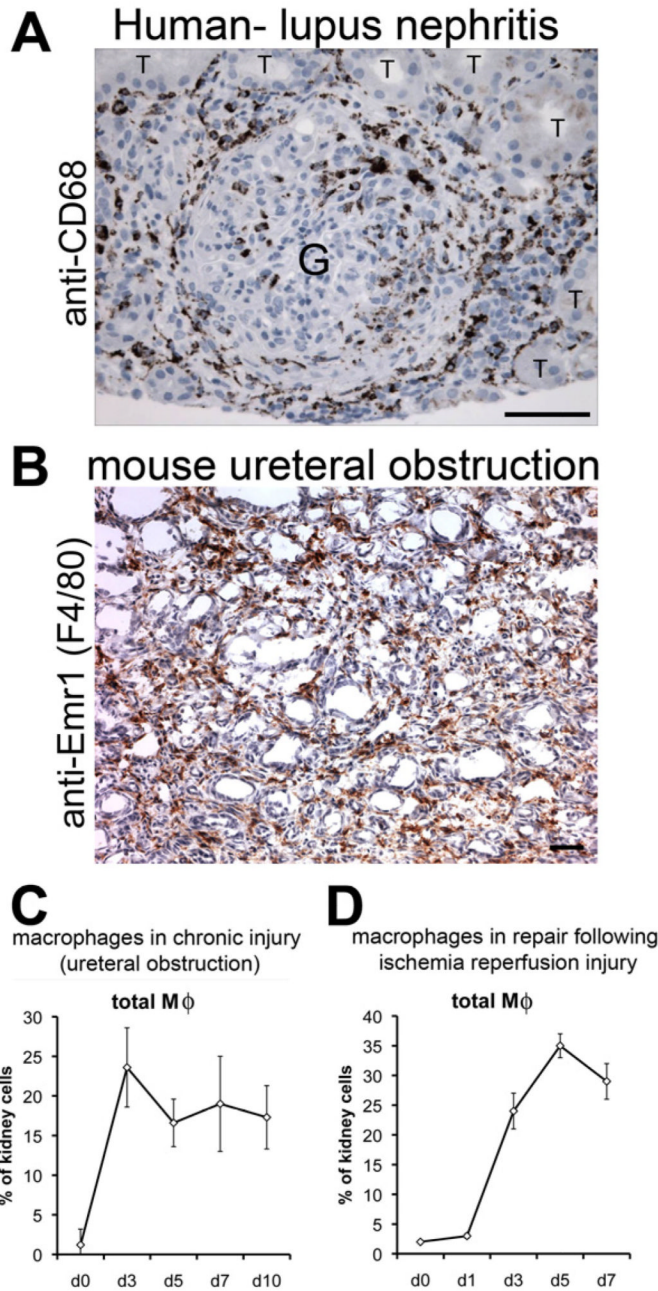 A
Human- lupus nephritis
anti-CD68
T T T T
T
G
T
T
B
mouse ureteral obstruction
anti-Emr1 (F4/80)
C
macrophages in chronic injury
(ureteral obstruction)
total Mϕ
% of kidney cells
30
25
20
15
10
5
0
d0 d3 d5 d7 d10
D
macrophages in repair following
ischemia reperfusion injury
total Mϕ
% of kidney cells
40
35
30
25
20
15
10
5
0
d0 d1 d3 d5 d7